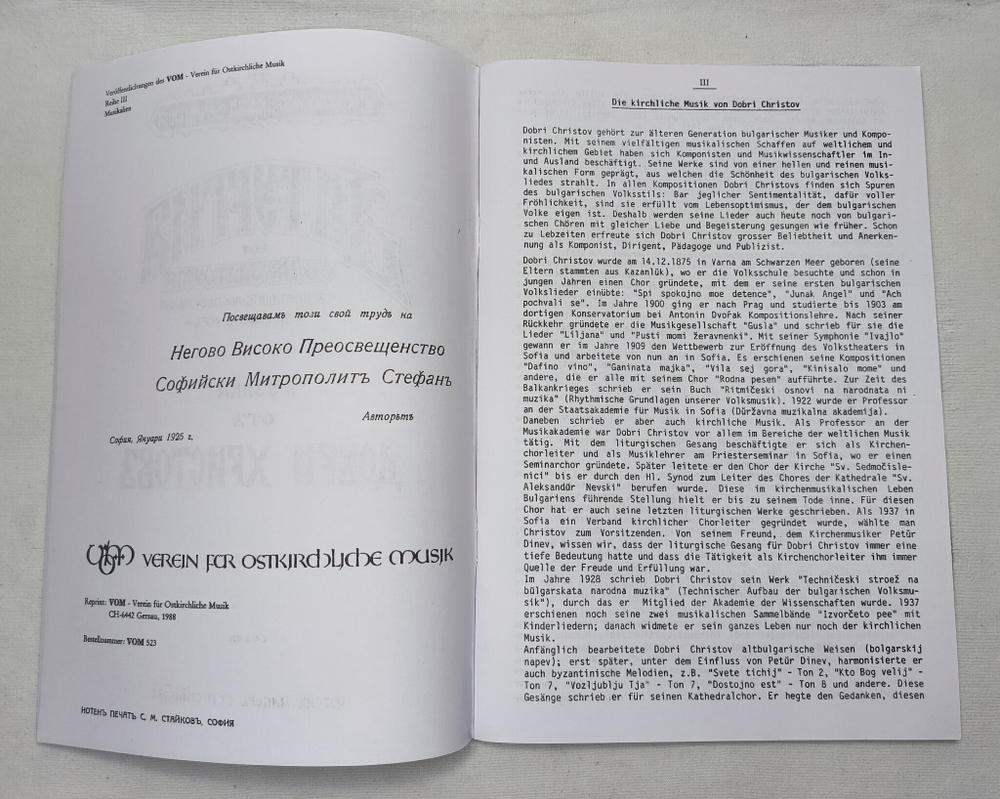 Veröffentlichungen des VOM - Verein für Ostkirchliche Musik
Reihe III
Musikalien
Посвещавамъ този свой трудъ на
Негово Високо Преосвещенство
Софийски Митрополитъ Стефанъ
Авторътъ
София, Януари 1925 г.
VOM VEREIN FÜR OSTKIRCHLICHE MUSIK
Reprint: VOM - Verein für Ostkirchliche Musik
CH-6442 Gersau, 1988
Bestellnummer: VOM 523
НОТЕНЪ ПЕЧАТЪ С. М. СТАЙКОВЪ, СОФИЯ
III
Die kirchliche Musik von Dobri Christov
Dobri Christov gehört zur älteren Generation bulgarischer Musiker und Kompo-
nisten. Mit seinem vielfältigen musikalischen Schaffen auf weltlichem und
kirchlichem Gebiet haben sich Komponisten und Musikwissenschaftler im In-
und Ausland beschäftigt. Seine Werke sind von einer hellen und reinen musi-
kalischen Form geprägt, aus welchen die Schönheit des bulgarischen Volks-
liedes strahlt. In allen Kompositionen Dobri Christovs finden sich Spuren
des bulgarischen Volksstils: Bar jeglicher Sentimentalität, dafür voller
Fröhlichkeit, sind sie erfüllt vom Lebensoptimismus, der dem bulgarischen
Volke eigen ist. Deshalb werden seine Lieder auch heute noch von bulgari-
schen Chören mit gleicher Liebe und Begeisterung gesungen wie früher. Schon
zu Lebzeiten erfreute sich Dobri Christov grosser Beliebtheit und Anerken-
nung als Komponist, Dirigent, Pädagoge und Publizist.
Dobri Christov wurde am 14.12.1875 in Varna am Schwarzen Meer geboren (seine
Eltern stammten aus Kazanlŭk), wo er die Volksschule besuchte und schon in
jungen Jahren einen Chor gründete, mit dem er seine ersten bulgarischen
Volkslieder einübte: "Spi spokojno moe detence", "Junak Angel" und "Ach
pochvali se". Im Jahre 1900 ging er nach Prag und studierte bis 1903 am
dortigen Konservatorium bei Antonin Dvořak Kompositionslehre. Nach seiner
Rückkehr gründete er die Musikgesellschaft "Gusla" und schrieb für sie die
Lieder "Liljana" und "Pusti momi žeravnenki". Mit seiner Symphonie "Ivajlo"
gewann er im Jahre 1909 den Wettbewerb zur Eröffnung des Volkstheaters in
Sofia und arbeitete von nun an in Sofia. Es erschienen seine Kompositionen
"Dafino vino", "Ganinata majka", "Vila sej gora", "Kinisalo mome" und
andere, die er alle mit seinem Chor "Rodna pesen" aufführte. Zur Zeit des
Balkankrieges schrieb er sein Buch "Ritmičeski osnovi na narodnata ni
muzika" (Rhythmische Grundlagen unserer Volksmusik). 1922 wurde er Professor
an der Staatsakademie für Musik in Sofia (Dŭržavna muzikalna akademija).
Daneben schrieb er aber auch kirchliche Musik. Als Professor an der
Musikakademie war Dobri Christov vor allem im Bereiche der weltlichen Musik
tätig. Mit dem liturgischen Gesang beschäftigte er sich als Kirchen-
chorleiter und als Musiklehrer am Priesterseminar in Sofia, wo er einen
Seminarchor gründete. Später leitete er den Chor der Kirche "Sv. Sedmočisle-
nici" bis er durch den Hl. Synod zum Leiter des Chores der Kathedrale "Sv.
Aleksandŭr Nevski" berufen wurde. Diese im kirchenmusikalischen Leben
Bulgariens führende Stellung hielt er bis zu seinem Tode inne. Für diesen
Chor hat er auch seine letzten liturgischen Werke geschrieben. Als 1937 in
Sofia ein Verband kirchlicher Chorleiter gegründet wurde, wählte man
Christov zum Vorsitzenden. Von seinem Freund, dem Kirchenmusiker Petŭr
Dinev, wissen wir, dass der liturgische Gesang für Dobri Christov immer eine
tiefe Bedeutung hatte und dass die Tätigkeit als Kirchenchorleiter ihm immer
Quelle der Freude und Erfüllung war.
Im Jahre 1928 schrieb Dobri Christov sein Werk "Techničeski stroež na
bŭlgarskata narodna muzika" (Technischer Aufbau der bulgarischen Volksmu-
sik"), durch das er Mitglied der Akademie der Wissenschaften wurde. 1937
erschienen noch seine zwei musikalischen Sammelbände "Izvorčeto pee" mit
Kinderliedern; danach widmete er sein ganzes Leben nur noch der kirchlichen
Musik.
Anfänglich bearbeitete Dobri Christov altbulgarische Weisen (bolgarskij
napev); erst später, unter dem Einfluss von Petŭr Dinev, harmonisierte er
auch byzantinische Melodien, z.B. "Svete tichij" - Ton 2, "Kto Bog velij" -
Ton 7, "Vozljublju Tja" - Ton 7, "Dostojno est" - Ton 8 und andere. Diese
Gesänge schrieb er für seinen Kathedralchor. Er hegte den Gedanken, diesen